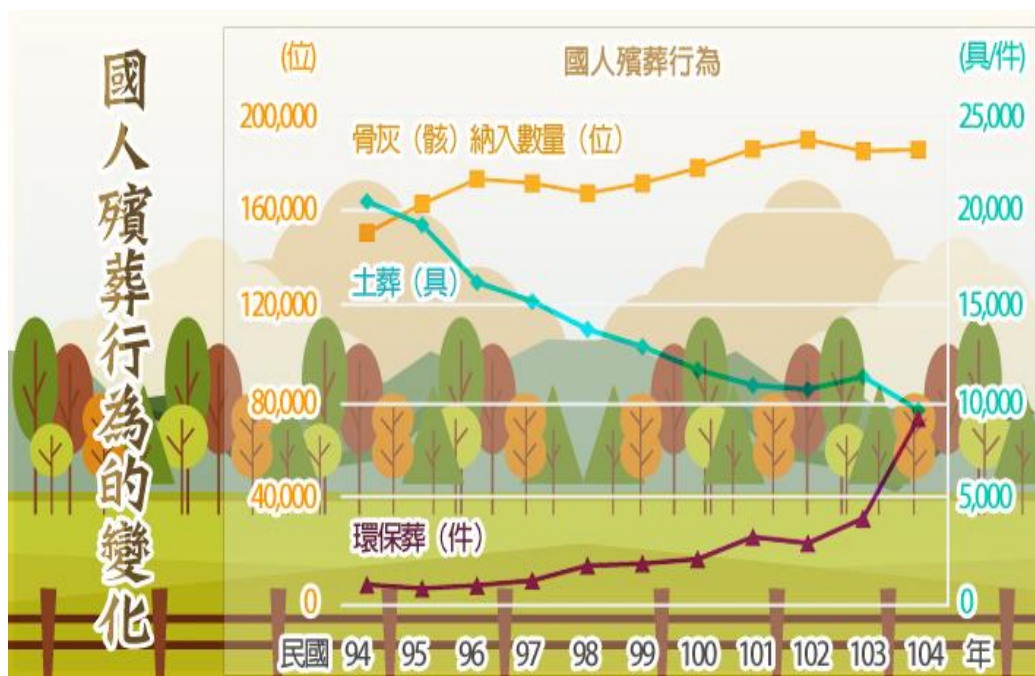 國人殯葬行為的變化
國人殯葬行為
(位)
(具/件)
200,000
160,000
120,000
80,000
40,000
0
25,000
20,000
15,000
10,000
5,000
0
骨灰（骸）納入數量（位）
土葬（具）
環保葬（件）
民國 94 95 96 97 98 99 100 101 102 103 104 年